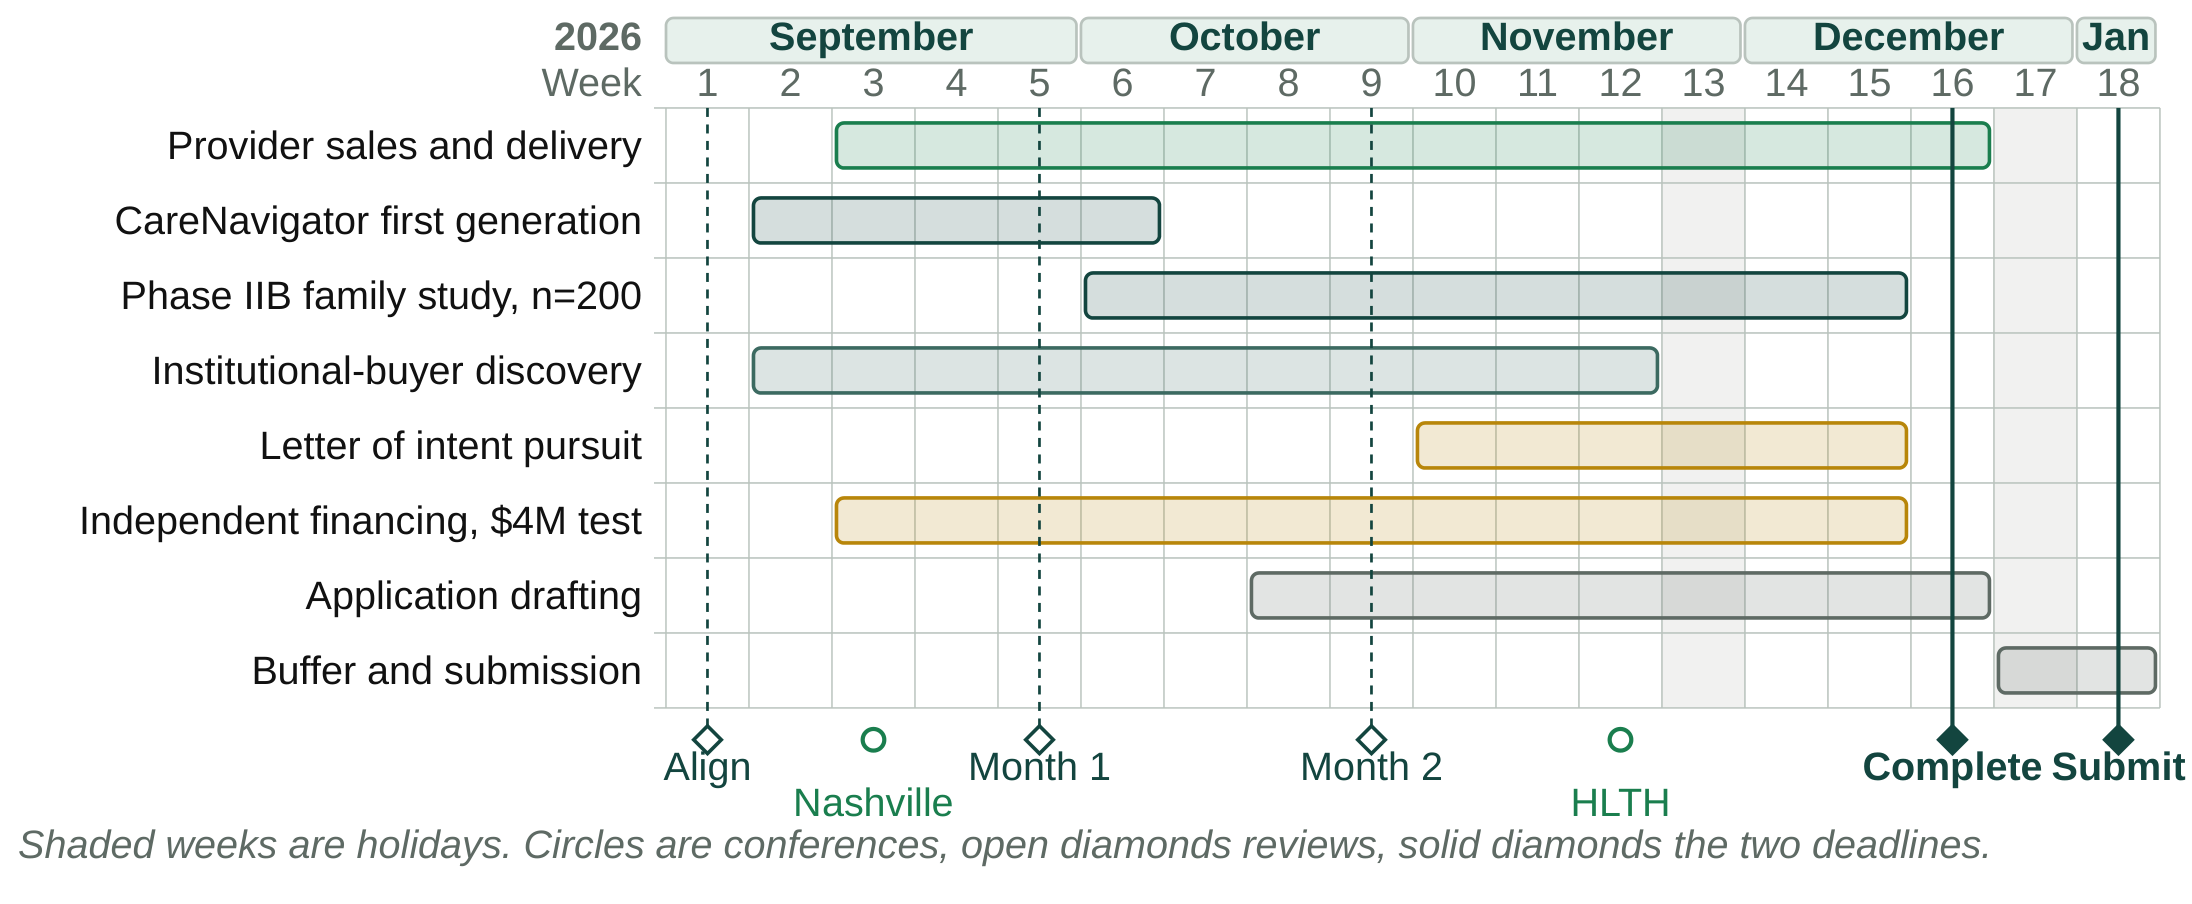 2026 September October November December Jan
Week 1 2 3 4 5 6 7 8 9 10 11 12 13 14 15 16 17 18
Provider sales and delivery
CareNavigator first generation
Phase IIB family study, n=200
Institutional-buyer discovery
Letter of intent pursuit
Independent financing, $4M test
Application drafting
Buffer and submission
Align Month 1 Month 2 Complete Submit
Nashville HLTH
Shaded weeks are holidays. Circles are conferences, open diamonds reviews, solid diamonds the two deadlines.